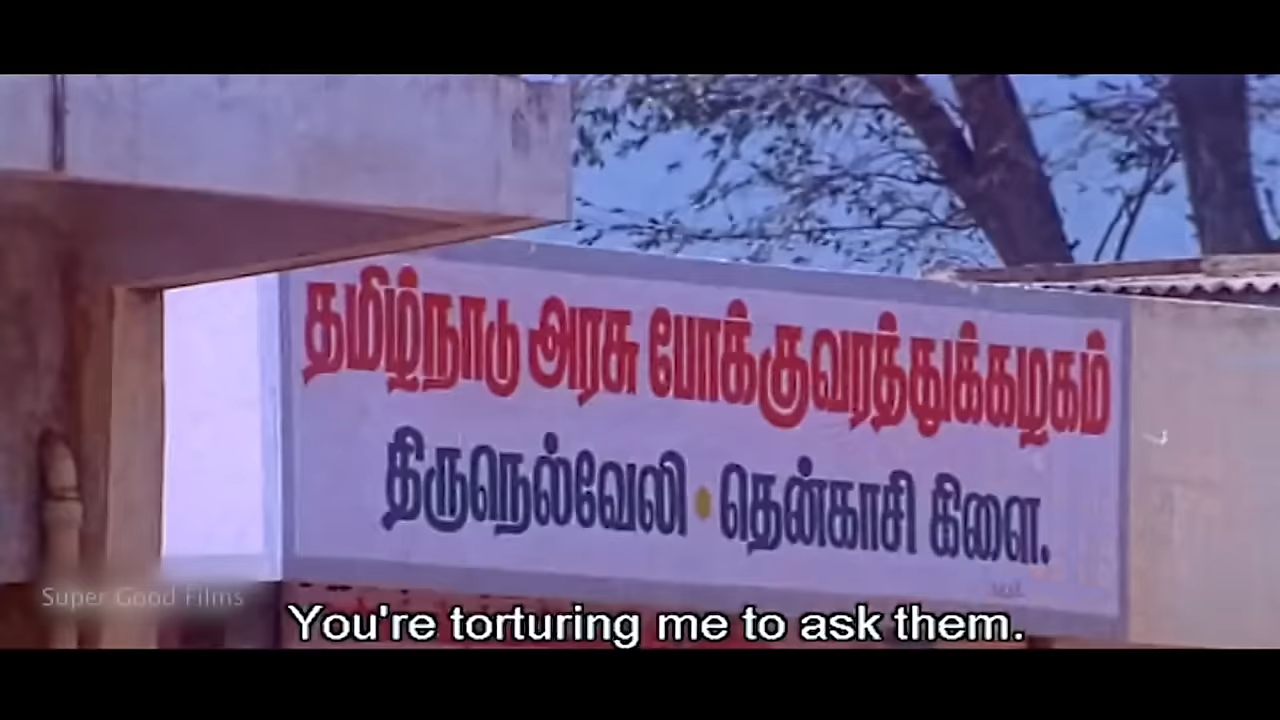 தமிழ்நாடு அரசு போக்குவரத்துக்கழகம்
திருநெல்வேலி • தென்காசி கிளை.
Super Good Films
You're torturing me to ask them.